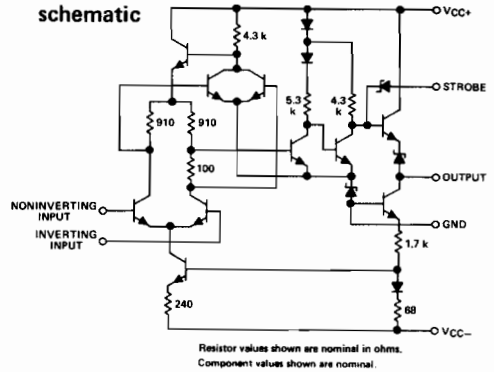 schematic
VCC+
4.3 k
STROBE
5.3 k
4.3 k
910
910
100
OUTPUT
NONINVERTING INPUT
INVERTING INPUT
GND
1.7 k
240
68
VCC−
Resistor values shown are nominal in ohms.
Component values shown are nominal.